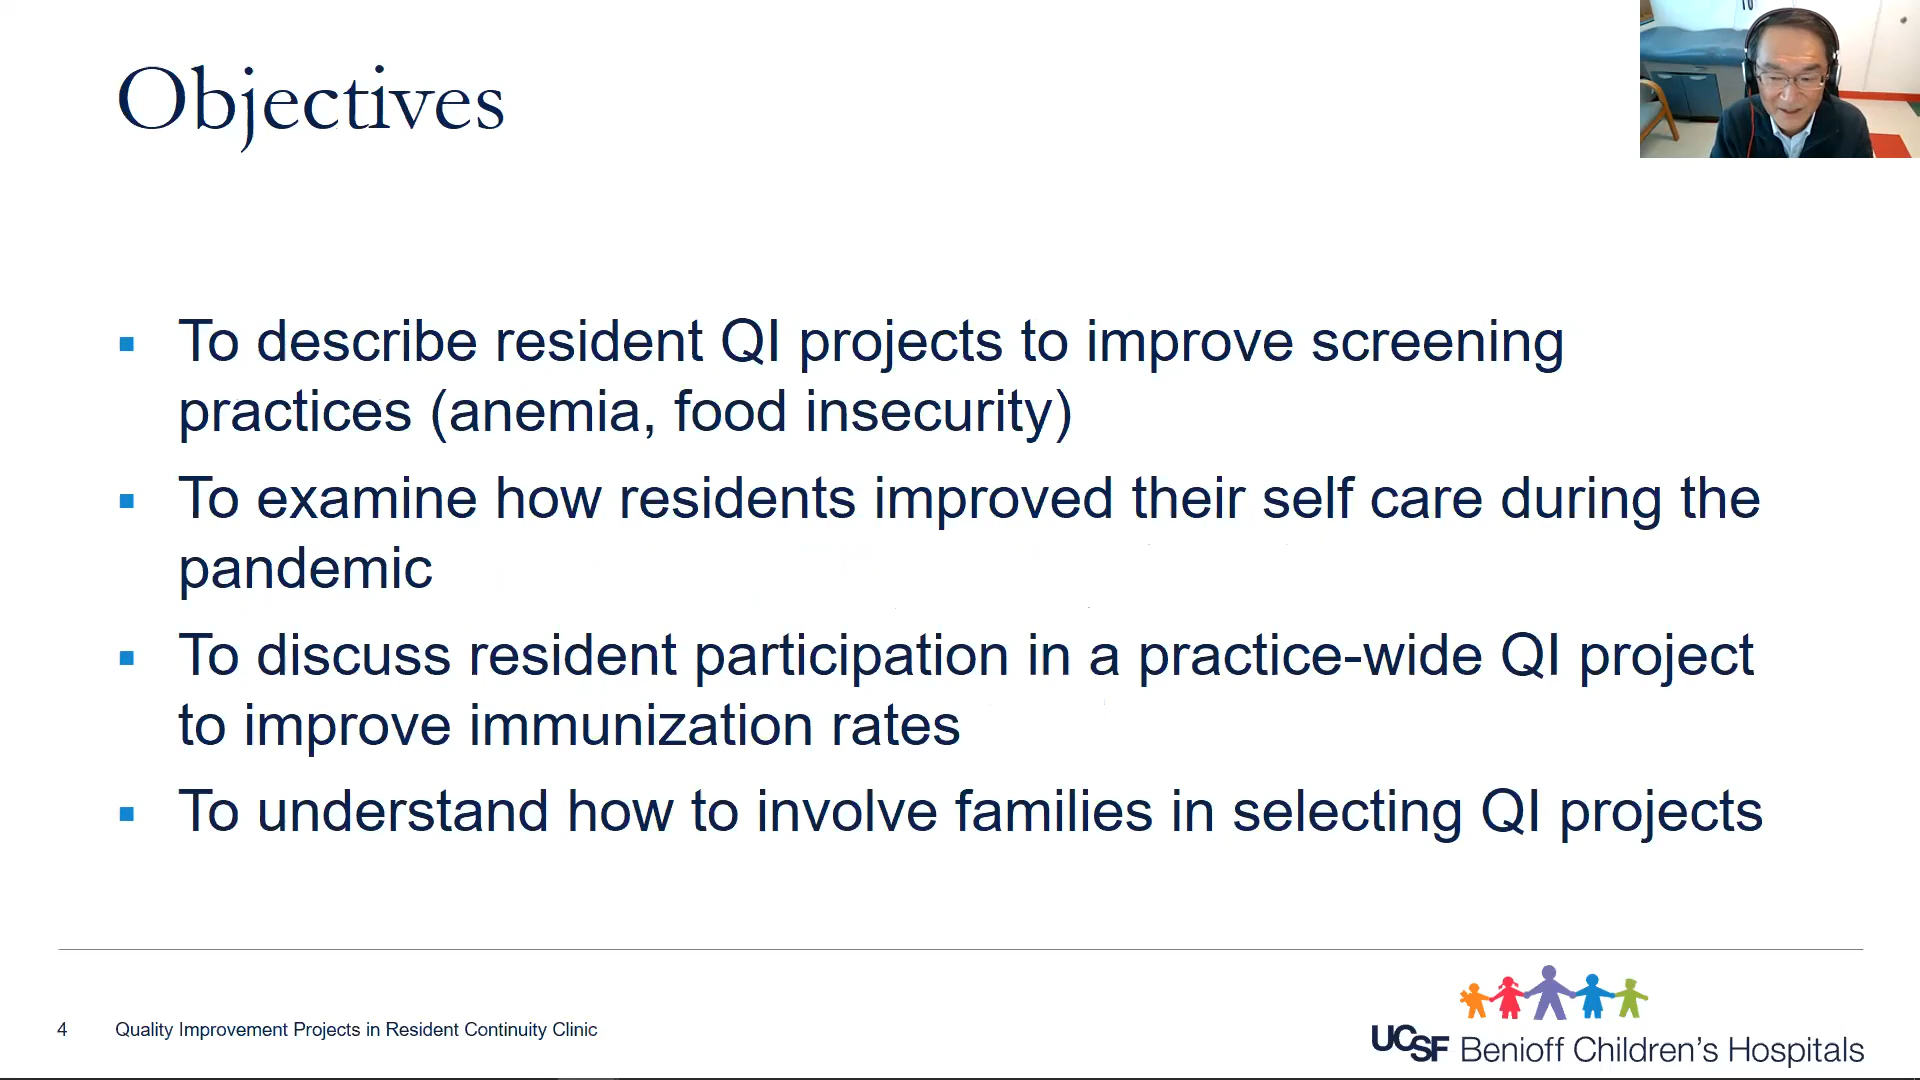 Objectives
▪ To describe resident QI projects to improve screening
practices (anemia, food insecurity)
▪ To examine how residents improved their self care during the
pandemic
▪ To discuss resident participation in a practice-wide QI project
to improve immunization rates
▪ To understand how to involve families in selecting QI projects
4 Quality Improvement Projects in Resident Continuity Clinic
UCSF Benioff Children's Hospitals